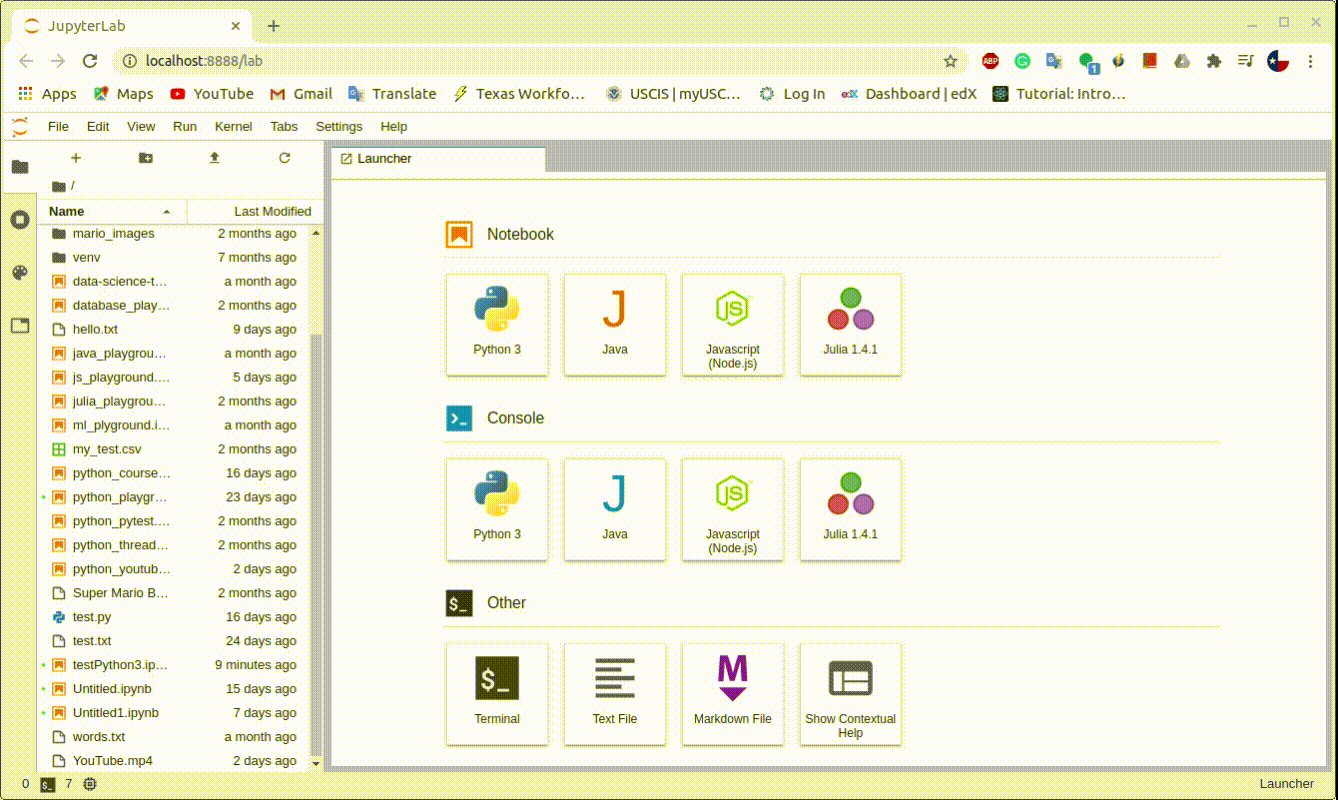 JupyterLab
localhost:8888/lab
ABP
1
Apps Maps YouTube Gmail Translate Texas Workfo... USCIS | myUSC... Log In edX Dashboard | edX Tutorial: Intro...
File Edit View Run Kernel Tabs Settings Help
Launcher
/
Name Last Modified
mario_images 2 months ago
venv 7 months ago
data-science-t... a month ago
database_play... 2 months ago
hello.txt 9 days ago
java_playgrou... a month ago
js_playground.... 5 days ago
julia_playgrou... 2 months ago
ml_plyground.i... a month ago
my_test.csv 2 months ago
python_course... 16 days ago
python_playgr... 23 days ago
python_pytest.... 2 months ago
python_thread... 2 months ago
python_youtub... 2 days ago
Super Mario B... 2 months ago
test.py 16 days ago
test.txt 24 days ago
testPython3.ip... 9 minutes ago
Untitled.ipynb 15 days ago
Untitled1.ipynb 7 days ago
words.txt a month ago
YouTube.mp4 2 days ago
Notebook
J JS
Python 3 Java Javascript (Node.js) Julia 1.4.1
>_ Console
J JS
Python 3 Java Javascript (Node.js) Julia 1.4.1
$_ Other
$_ M
Terminal Text File Markdown File Show Contextual Help
0 $_ 7 Launcher